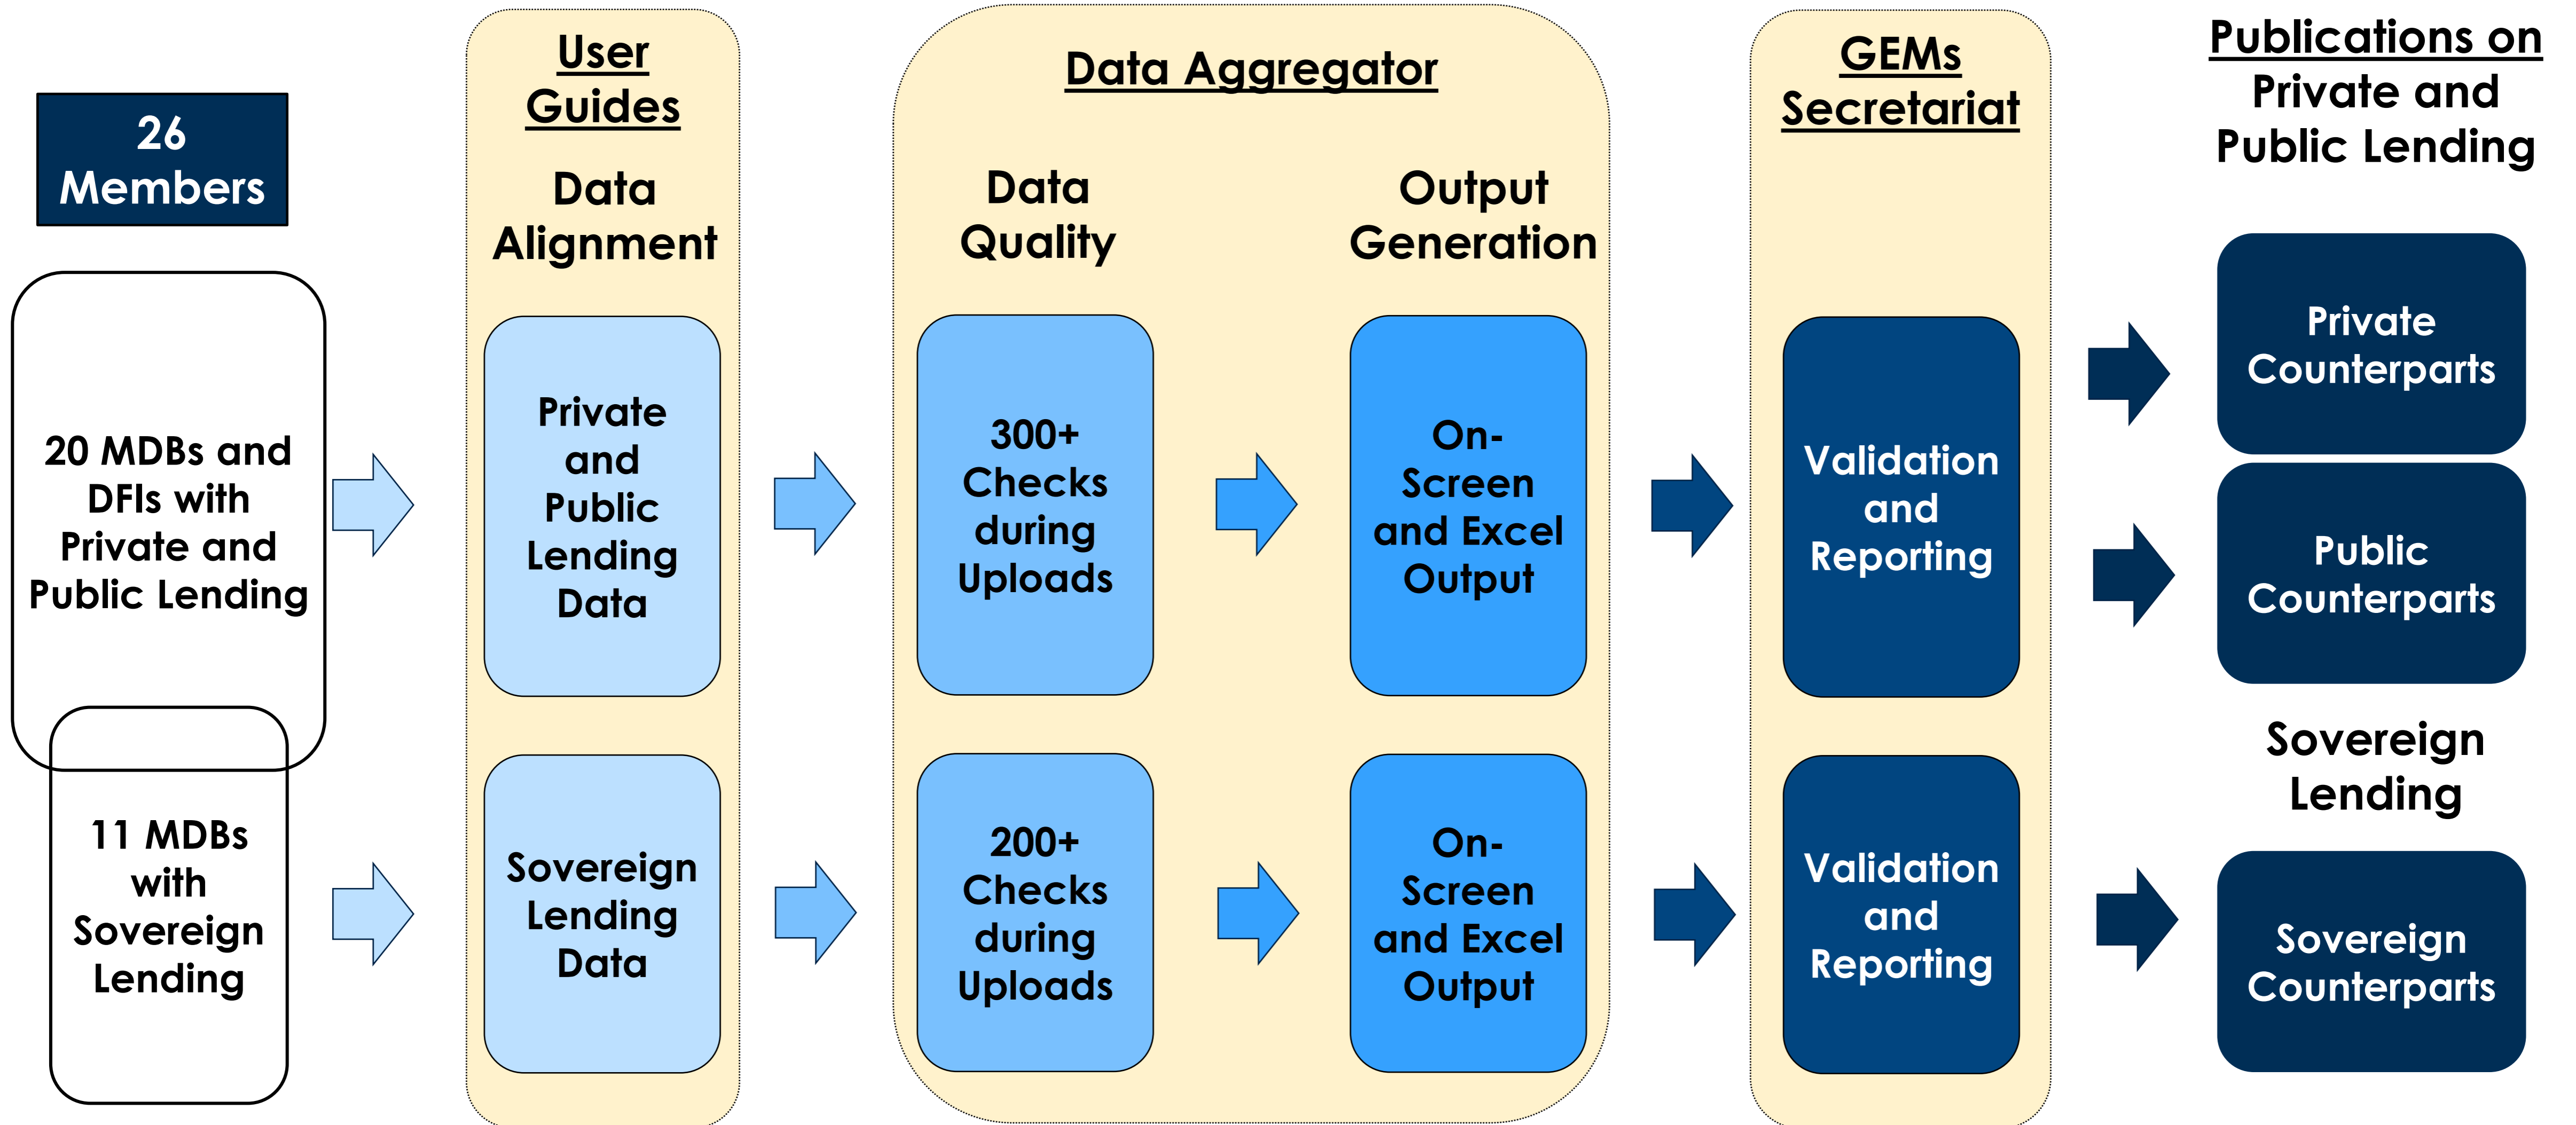 26
Members
20 MDBs and
DFIs with
Private and
Public Lending
11 MDBs
with
Sovereign
Lending
User
Guides
Data
Alignment
Private
and
Public
Lending
Data
Sovereign
Lending
Data
Data Aggregator
Data
Quality
300+
Checks
during
Uploads
200+
Checks
during
Uploads
Output
Generation
On-
Screen
and Excel
Output
On-
Screen
and Excel
Output
GEMs
Secretariat
Validation
and
Reporting
Validation
and
Reporting
Publications on
Private and
Public Lending
Private
Counterparts
Public
Counterparts
Sovereign
Lending
Sovereign
Counterparts